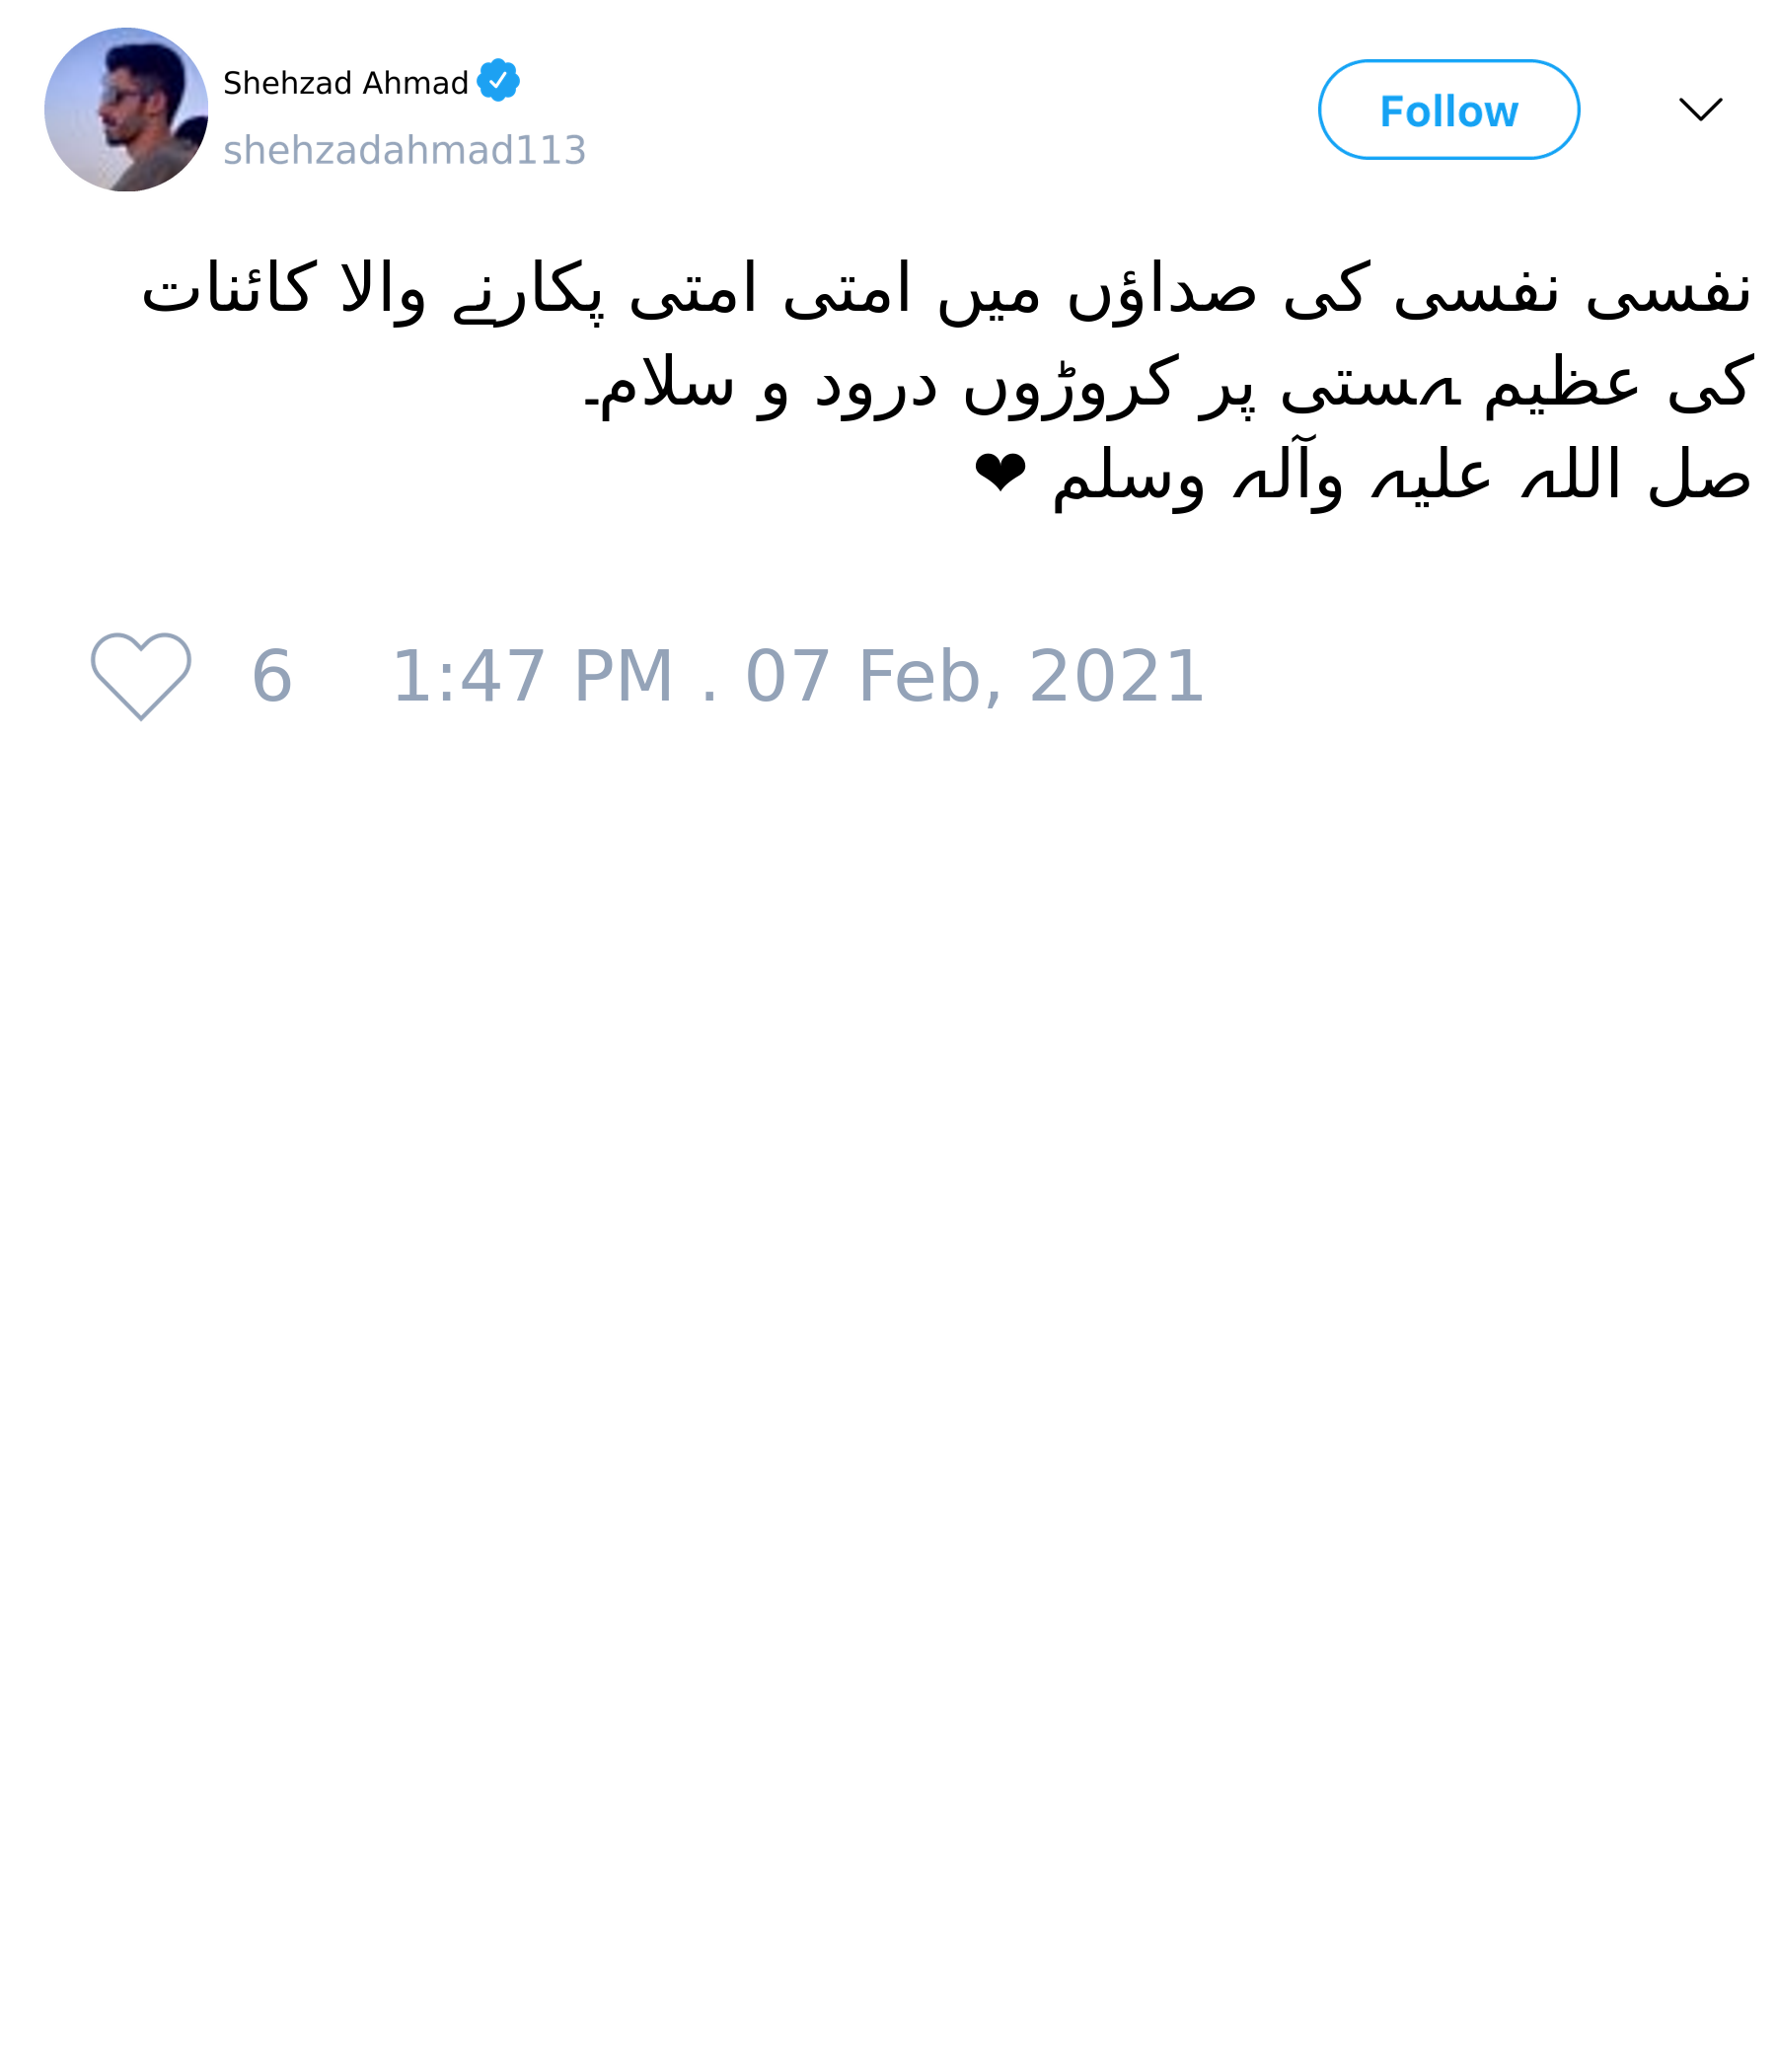 Shehzad Ahmad
shehzadahmad113
Follow
نفسی نفسی کی صداؤں میں امتی امتی پکارنے والا کائنات
کی عظیم ہستی پر کروڑوں درود و سلام۔
صل اللہ علیہ وآلہ وسلم ❤
6 1:47 PM . 07 Feb, 2021